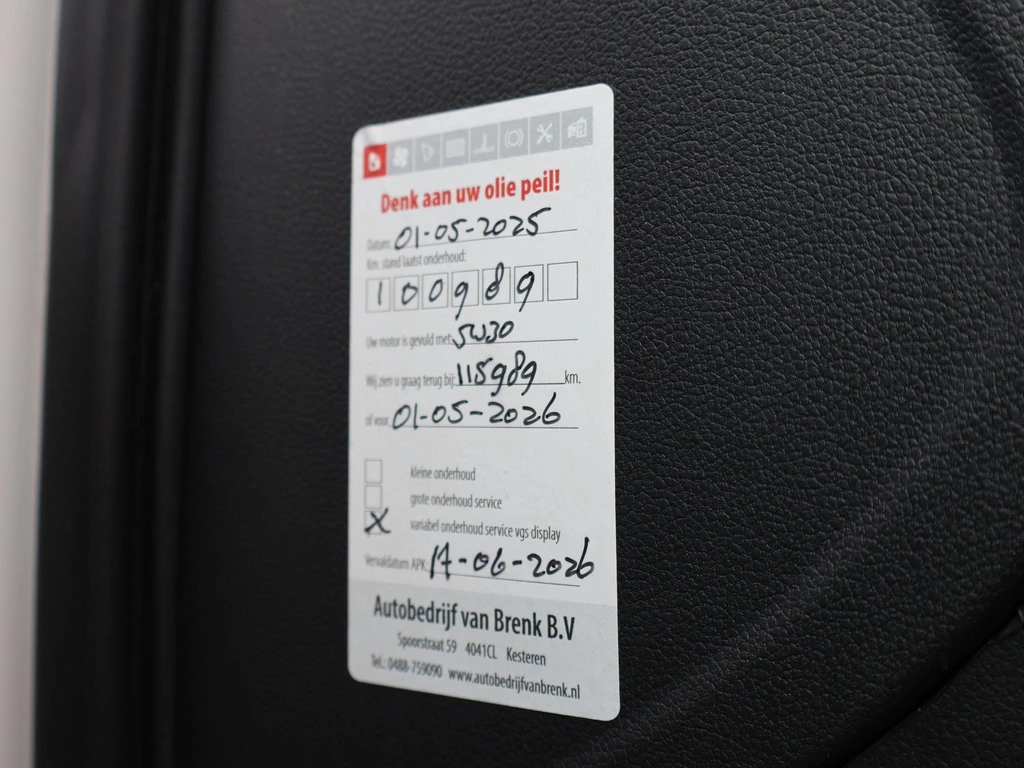 Denk aan uw olie peil!
Datum: 01-05-2025
Km. stand laatst onderhoud:
100989
Uw motor is gevuld met: 5W30
Wij zien u graag terug bij: 115989 km.
of voor 01-05-2026
kleine onderhoud
grote onderhoud service
X variabel onderhoud service vgs display
Vervaldatum APK: 14-06-2026
Autobedrijf van Brenk B.V
Spoorstraat 59 4041CL Kesteren
Tel.: 0488-759090 www.autobedrijfvanbrenk.nl